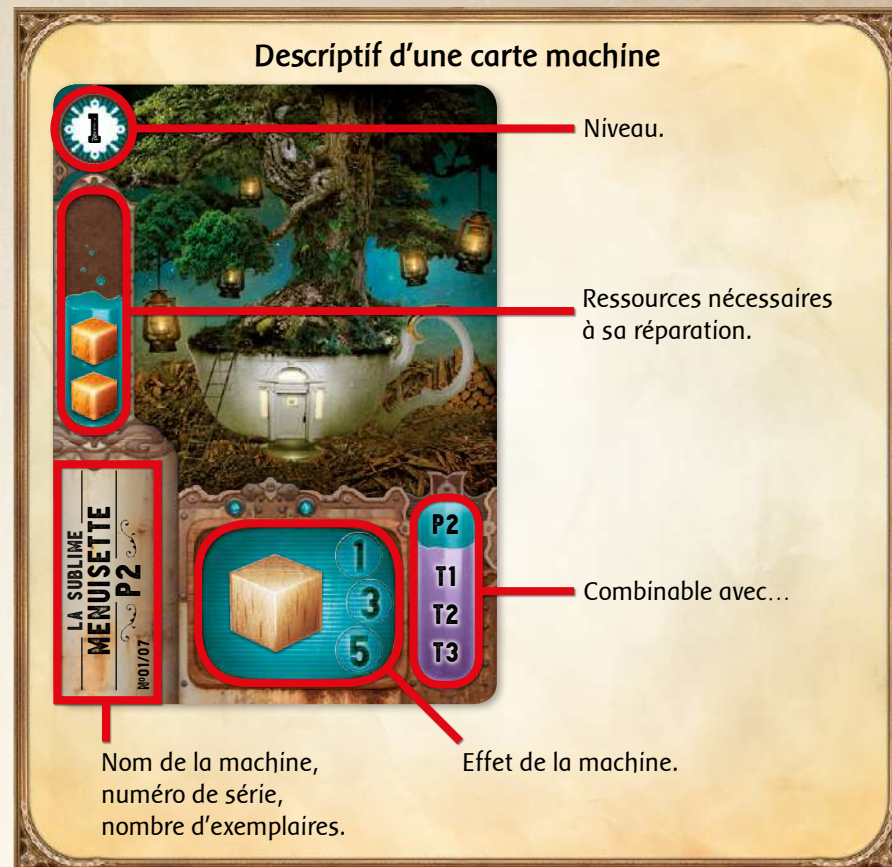 Descriptif d'une carte machine
1
Niveau.
Ressources nécessaires
à sa réparation.
LA SUBLIME
MENUISETTE
P2
Nº01/07
1
3
5
P2
T1
T2
T3
Combinable avec…
Nom de la machine,
numéro de série,
nombre d'exemplaires.
Effet de la machine.